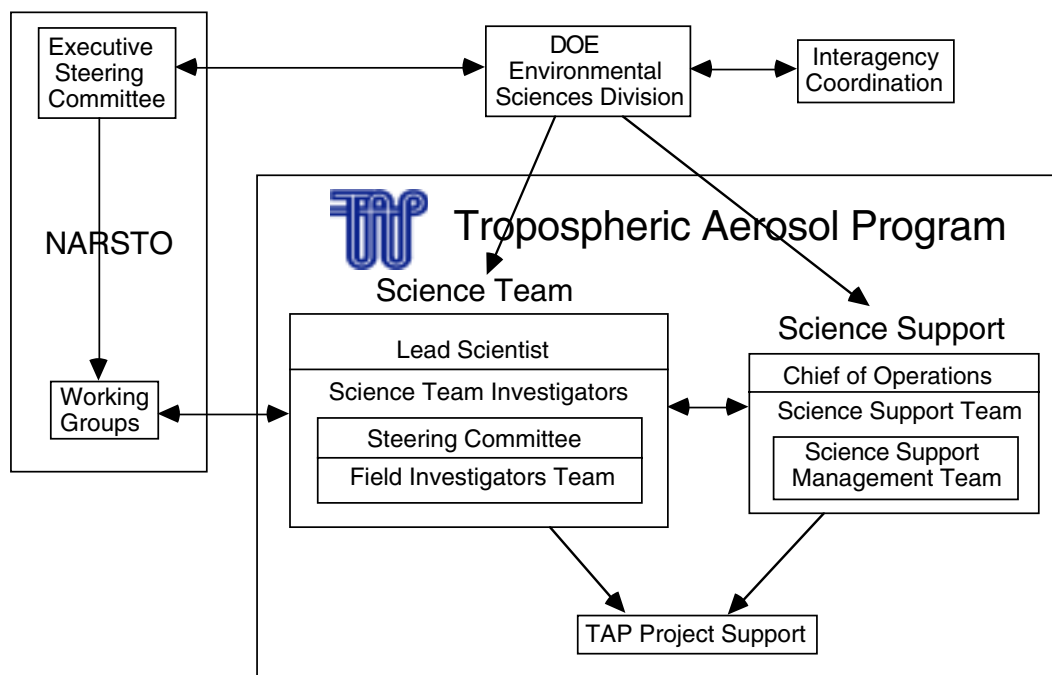 Executive
Steering
Committee
DOE
Environmental
Sciences Division
Interagency
Coordination
NARSTO
TAP
Tropospheric Aerosol Program
Science Team
Lead Scientist
Science Team Investigators
Steering Committee
Field Investigators Team
Science Support
Chief of Operations
Science Support Team
Science Support
Management Team
Working
Groups
TAP Project Support